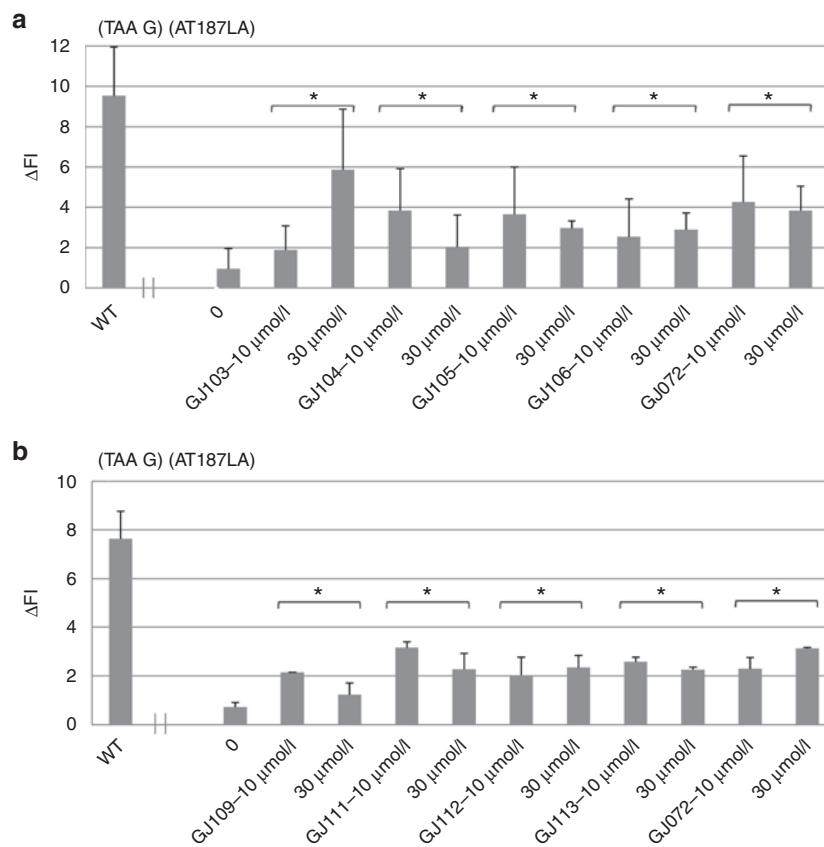 a
(TAA G) (AT187LA)
12
10
8
6
4
2
0
ΔFI
* * * * *
WT
0
GJ103–10 μmol/l
30 μmol/l
GJ104–10 μmol/l
30 μmol/l
GJ105–10 μmol/l
30 μmol/l
GJ106–10 μmol/l
30 μmol/l
GJ072–10 μmol/l
30 μmol/l
b
(TAA G) (AT187LA)
10
8
6
4
2
0
ΔFI
* * * * *
WT
0
GJ109–10 μmol/l
30 μmol/l
GJ111–10 μmol/l
30 μmol/l
GJ112–10 μmol/l
30 μmol/l
GJ113–10 μmol/l
30 μmol/l
GJ072–10 μmol/l
30 μmol/l